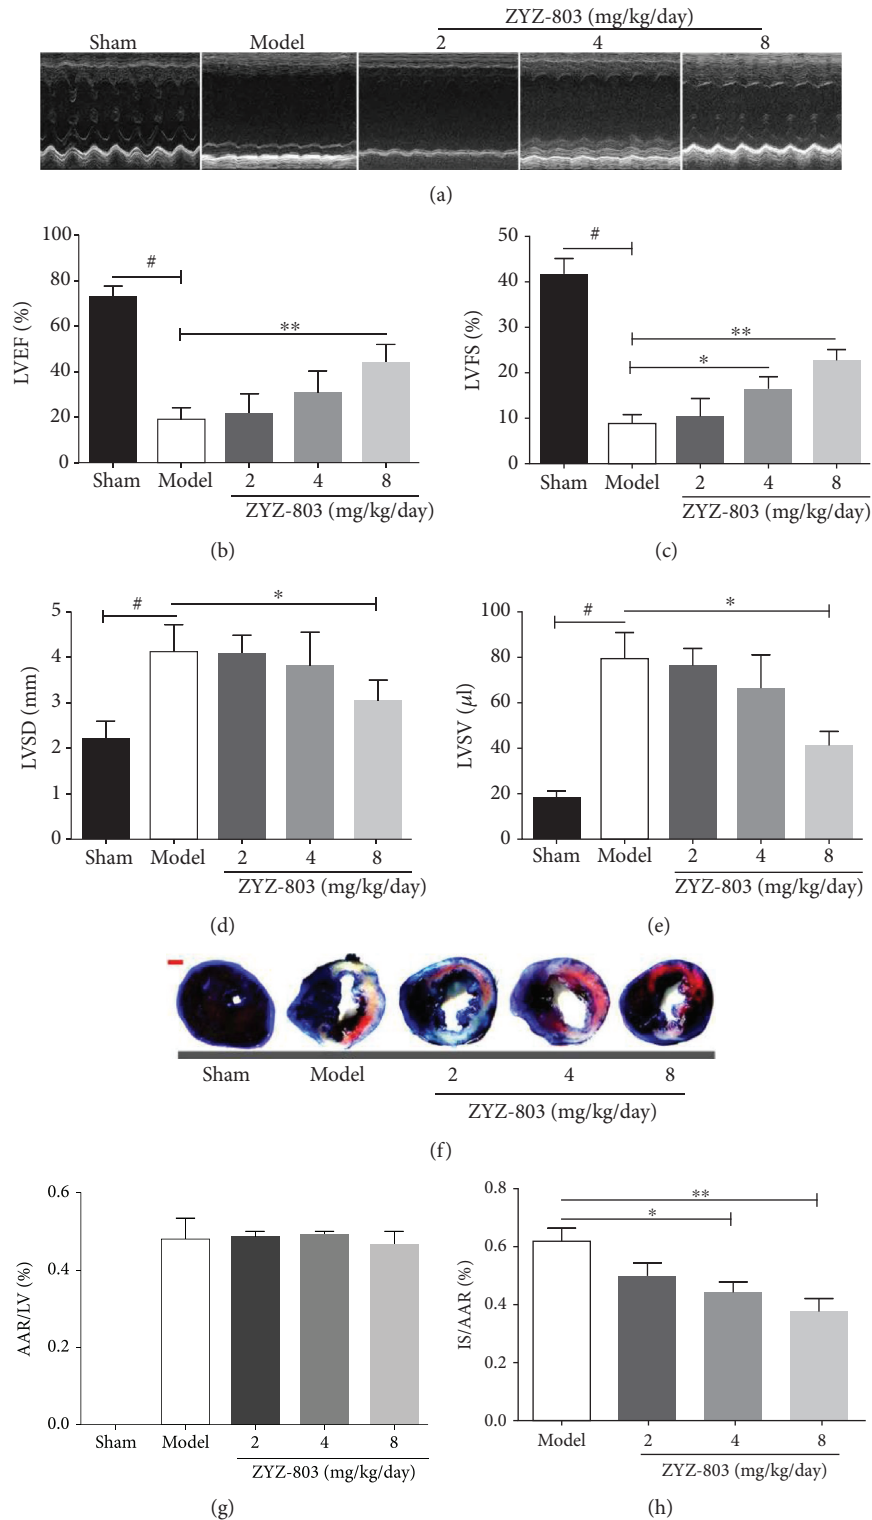 ZYZ-803 (mg/kg/day)
Sham Model 2 4 8
(a)
100
80
60
40
20
0
LVEF (%)
#
**
Sham Model 2 4 8
ZYZ-803 (mg/kg/day)
(b)
50
40
30
20
10
0
LVFS (%)
#
**
*
Sham Model 2 4 8
ZYZ-803 (mg/kg/day)
(c)
5
4
3
2
1
0
LVSD (mm)
#
*
Sham Model 2 4 8
ZYZ-803 (mg/kg/day)
(d)
100
80
60
40
20
0
LVSV (μl)
#
*
Sham Model 2 4 8
ZYZ-803 (mg/kg/day)
(e)
Sham Model 2 4 8
ZYZ-803 (mg/kg/day)
(f)
0.6
0.4
0.2
0.0
AAR/LV (%)
Sham Model 2 4 8
ZYZ-803 (mg/kg/day)
(g)
0.8
0.6
0.4
0.2
0.0
IS/AAR (%)
**
*
Model 2 4 8
ZYZ-803 (mg/kg/day)
(h)